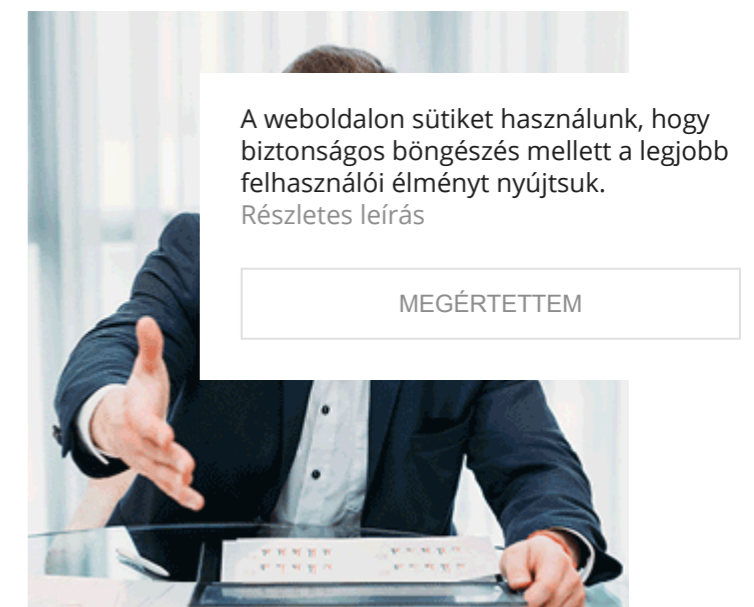 A weboldalon sütiket használunk, hogy
biztonságos böngészés mellett a legjobb
felhasználói élményt nyújtsuk.
Részletes leírás
MEGÉRTETTEM